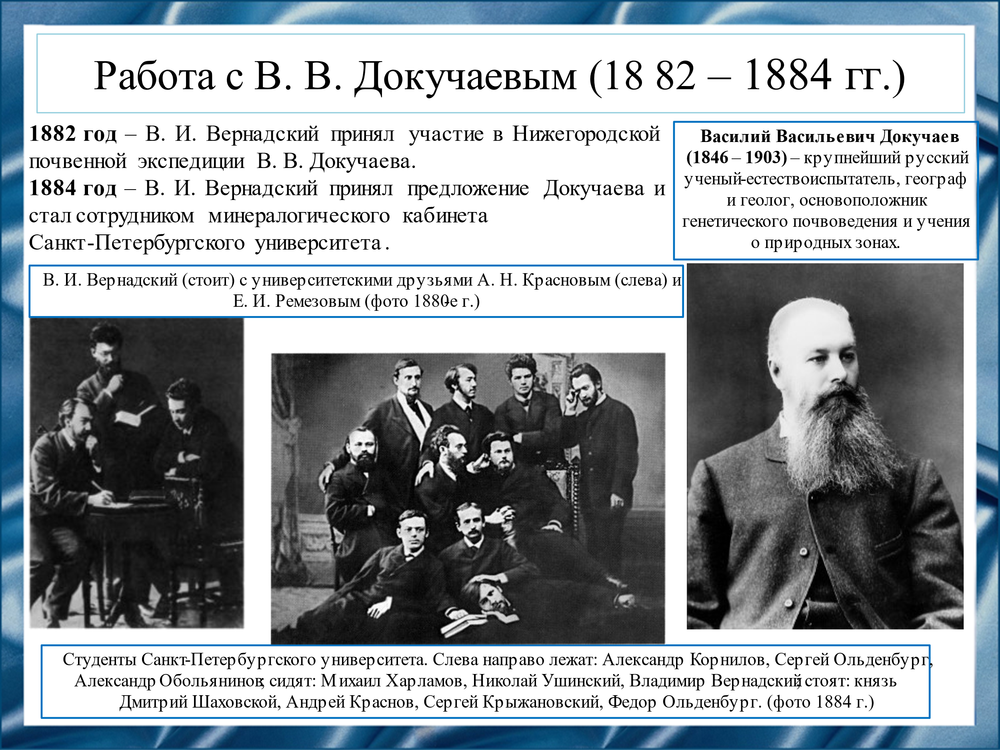 Работа с В. В. Докучаевым (18 82 – 1884 гг.)
1882 год – В. И. Вернадский принял участие в Нижегородской
почвенной экспедиции В. В. Докучаева.
1884 год – В. И. Вернадский принял предложение Докучаева и
стал сотрудником минералогического кабинета
Санкт-Петербургского университета.
Василий Васильевич Докучаев
(1846 – 1903) – крупнейший русский
ученый-естествоиспытатель, географ
и геолог, основоположник
генетического почвоведения и учения
о природных зонах.
В. И. Вернадский (стоит) с университетскими друзьями А. Н. Красновым (слева) и
Е. И. Ремезовым (фото 1880-е г.)
Студенты Санкт-Петербургского университета. Слева направо лежат: Александр Корнилов, Сергей Ольденбург,
Александр Обольянинов; сидят: Михаил Харламов, Николай Ушинский, Владимир Вернадский; стоят: князь
Дмитрий Шаховской, Андрей Краснов, Сергей Крыжановский, Федор Ольденбург. (фото 1884 г.)